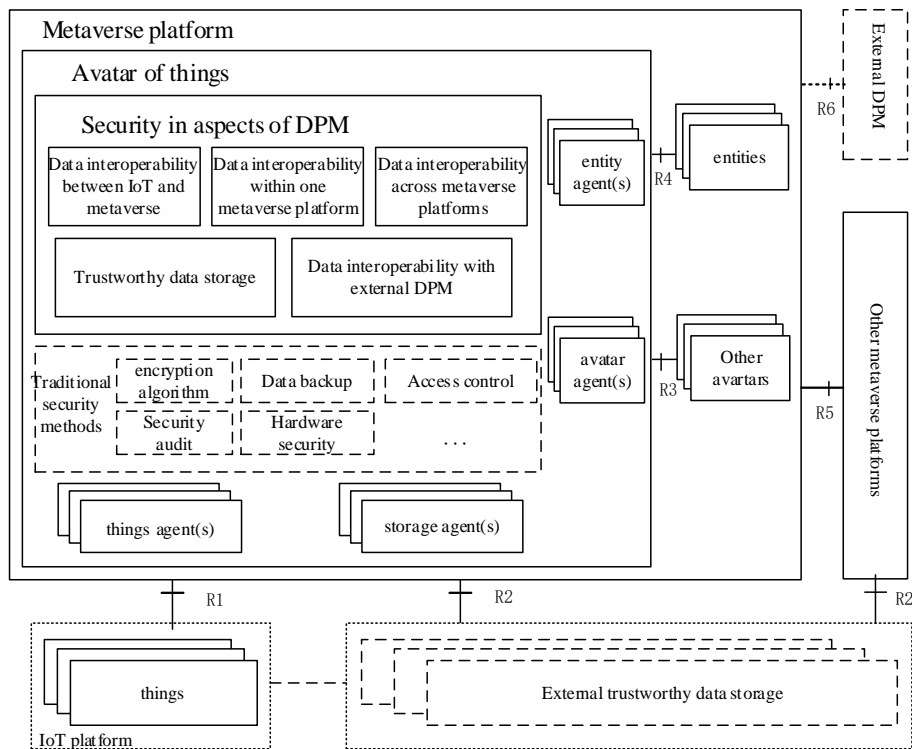 Metaverse platform
Avatar of things
Security in aspects of DPM
Data interoperability
between IoT and
metaverse
Data interoperability
within one
metaverse platform
Data interoperability
across metaverse
platforms
Trustworthy data storage
Data interoperability with
external DPM
entity
agent(s)
R4
entities
R6
External DPM
Traditional
security
methods
encryption
algorithm
Data backup
Access control
Security
audit
Hardware
security
...
avatar
agent(s)
R3
Other
avartars
R5
Other metaverse platforms
things agent(s)
storage agent(s)
R1
R2
R2
things
IoT platform
External trustworthy data storage